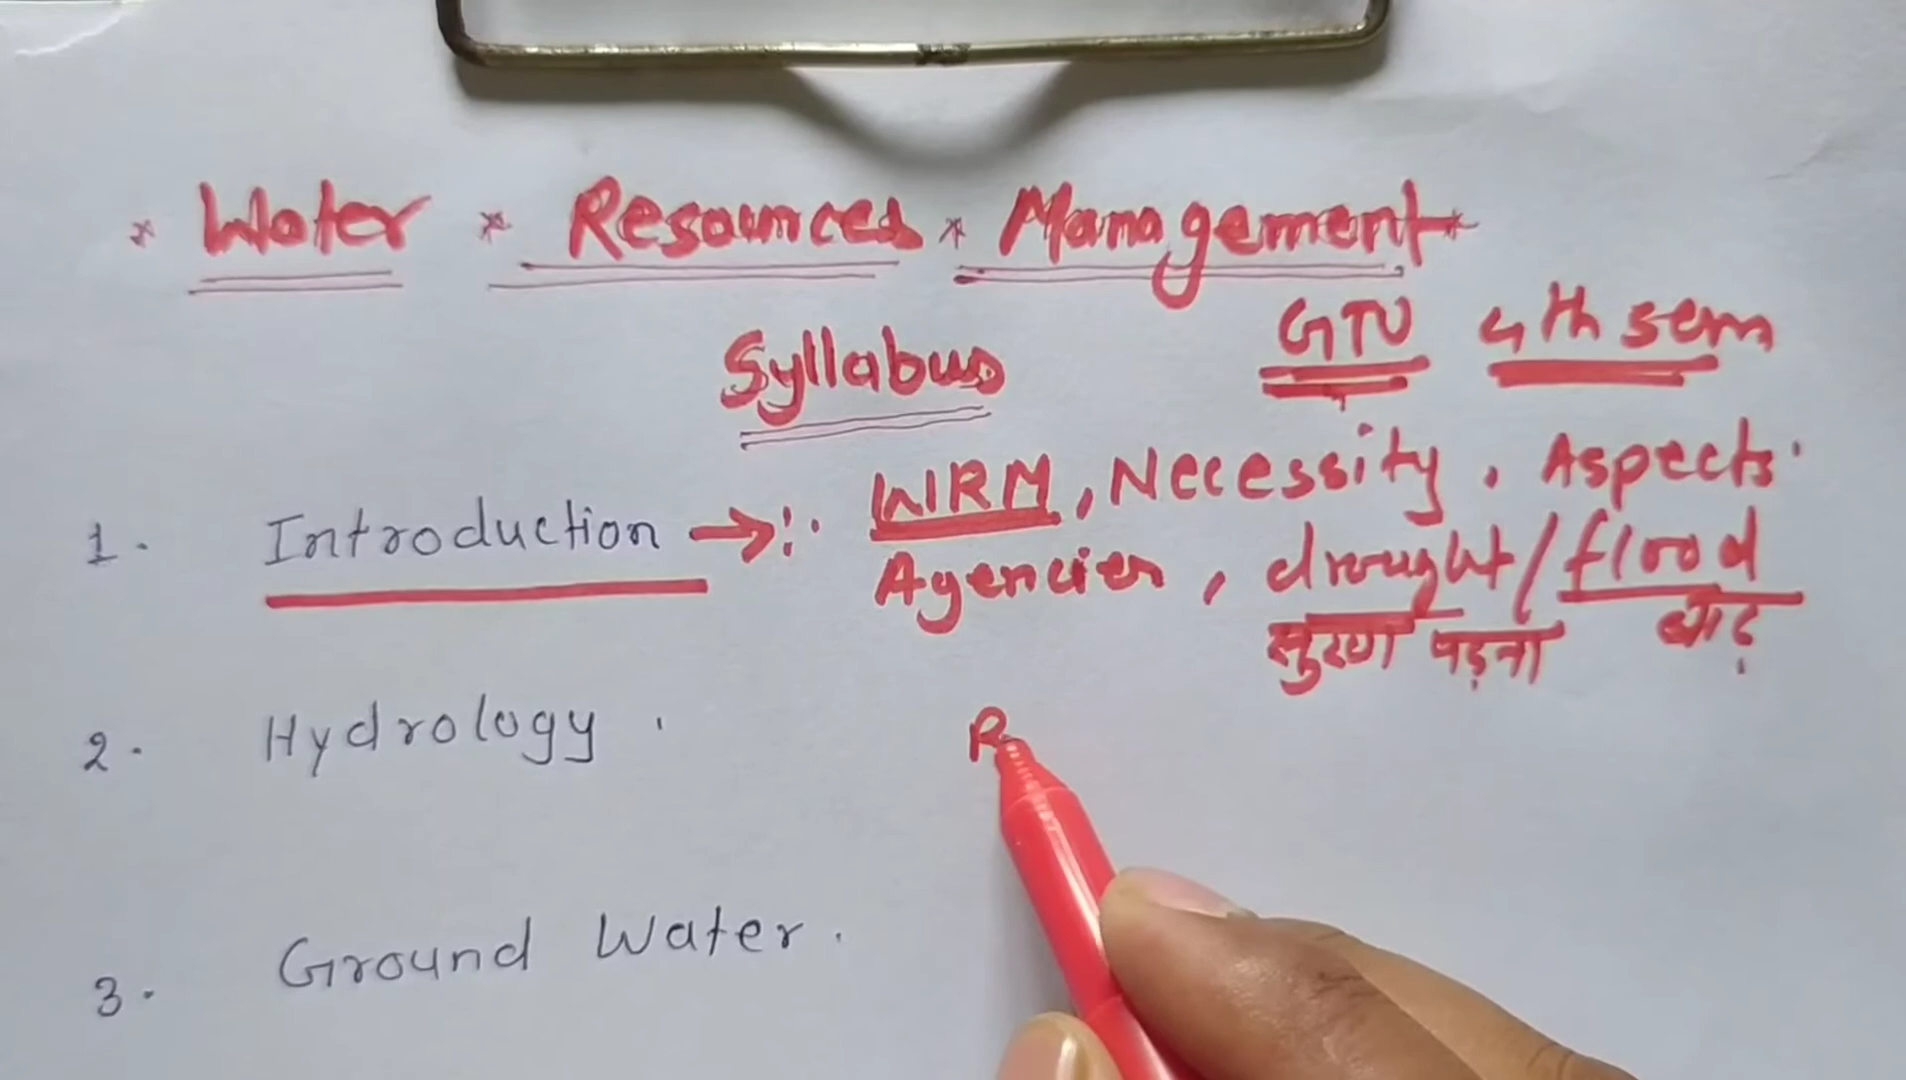 * Water * Resources * Management *
Syllabus
GTU 4th sem
1. Introduction →: WRM, Necessity, Aspects.
Agencies, drought/flood
पड़ना बाढ़
2. Hydrology.
R
3. Ground Water.